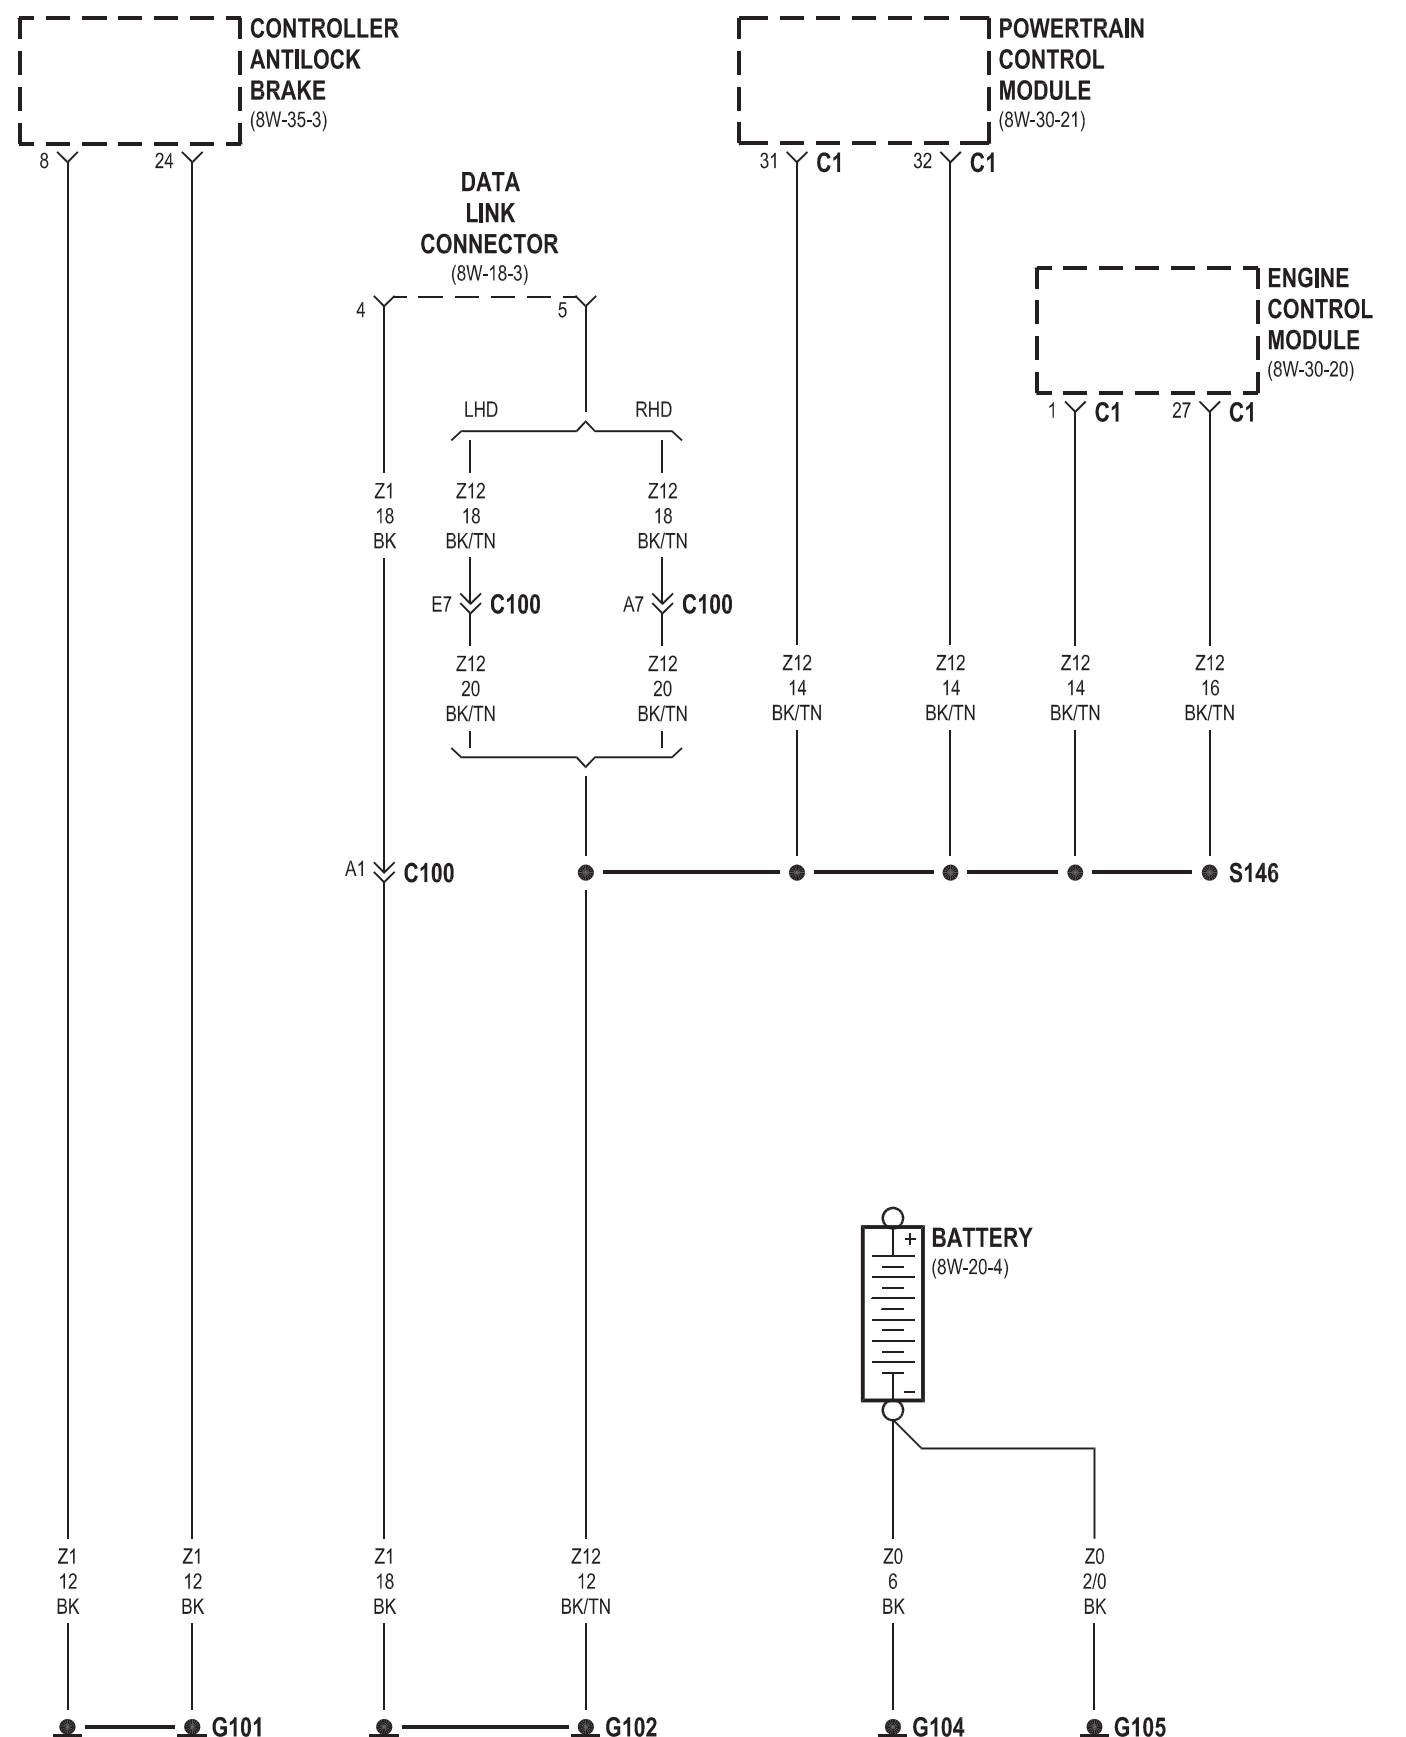 CONTROLLER
ANTILOCK
BRAKE
(8W-35-3)
8
24
POWERTRAIN
CONTROL
MODULE
(8W-30-21)
31
C1
32
C1
DATA
LINK
CONNECTOR
(8W-18-3)
4
5
ENGINE
CONTROL
MODULE
(8W-30-20)
1
C1
27
C1
LHD
RHD
Z1
18
BK
Z12
18
BK/TN
Z12
18
BK/TN
E7
C100
A7
C100
Z12
20
BK/TN
Z12
20
BK/TN
Z12
14
BK/TN
Z12
14
BK/TN
Z12
14
BK/TN
Z12
16
BK/TN
A1
C100
S146
BATTERY
(8W-20-4)
+
−
Z1
12
BK
Z1
12
BK
Z1
18
BK
Z12
12
BK/TN
Z0
6
BK
Z0
2/0
BK
G101
G102
G104
G105